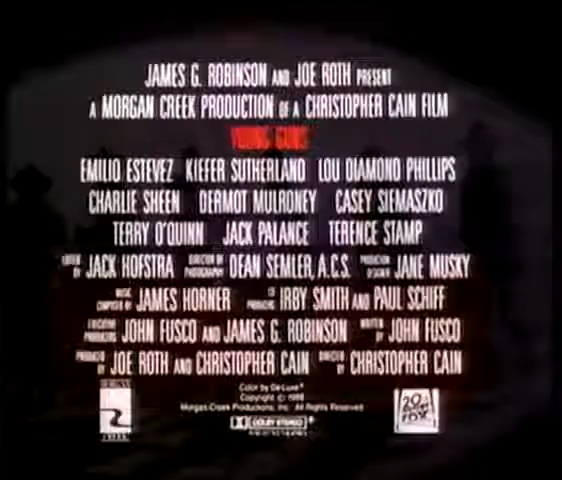 JAMES G. ROBINSON AND JOE ROTH PRESENT
A MORGAN CREEK PRODUCTION OF A CHRISTOPHER CAIN FILM
YOUNG GUNS
EMILIO ESTEVEZ KIEFER SUTHERLAND LOU DIAMOND PHILLIPS
CHARLIE SHEEN DERMOT MULRONEY CASEY SIEMASZKO
TERRY O'QUINN JACK PALANCE TERENCE STAMP
EDITED BY JACK HOFSTRA DIRECTOR OF PHOTOGRAPHY DEAN SEMLER, A.C.S. PRODUCTION DESIGNER JANE MUSKY
MUSIC COMPOSED BY JAMES HORNER CO PRODUCERS IRBY SMITH AND PAUL SCHIFF
EXECUTIVE PRODUCERS JOHN FUSCO AND JAMES G. ROBINSON WRITTEN BY JOHN FUSCO
PRODUCED BY JOE ROTH AND CHRISTOPHER CAIN DIRECTED BY CHRISTOPHER CAIN
Color by DeLuxe®
Copyright © 1988
Morgan Creek Productions, Inc. All Rights Reserved
DOLBY STEREO®
MORGAN CREEK
20th FOX